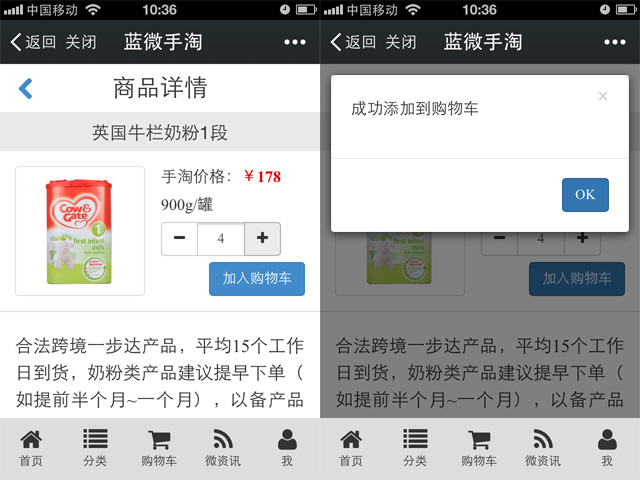 中国移动 10:36
返回 关闭 蓝微手淘
商品详情
英国牛栏奶粉1段
Cow & Gate
1
first infant
milk
手淘价格：￥178
900g/罐
4
加入购物车
合法跨境一步达产品，平均15个工作
日到货，奶粉类产品建议提早下单（
如提前半个月~一个月），以备产品
首页 分类 购物车 微资讯 我
中国移动 10:36
返回 关闭 蓝微手淘
成功添加到购物车
×
OK
first infant
milk
4
加入购物车
合法跨境一步达产品，平均15个工作
日到货，奶粉类产品建议提早下单（
如提前半个月~一个月），以备产品
首页 分类 购物车 微资讯 我